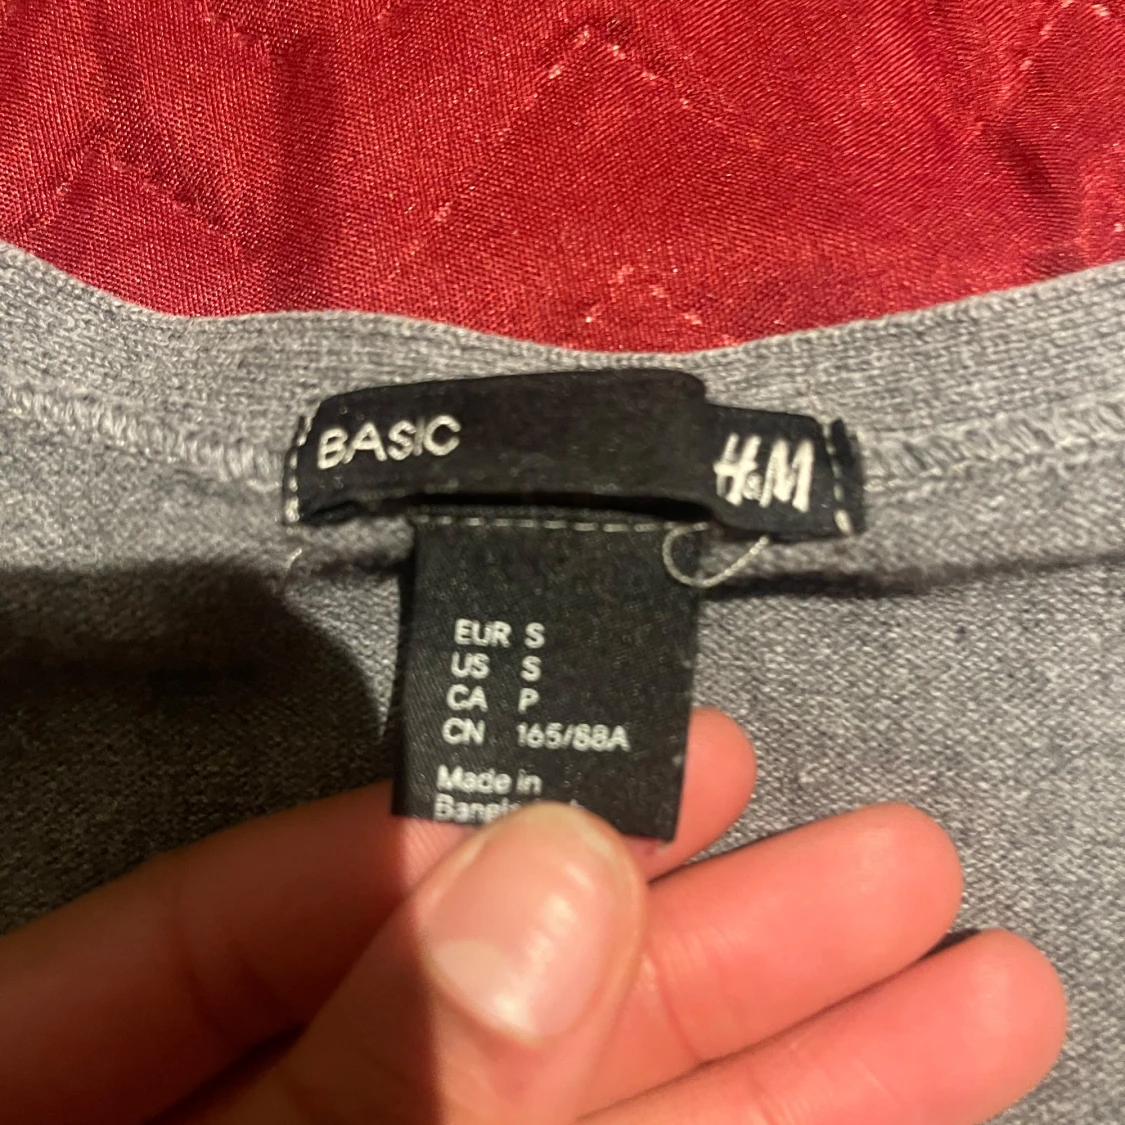 BASIC
H&M
EUR S
US S
CA P
CN 165/88A
Made in